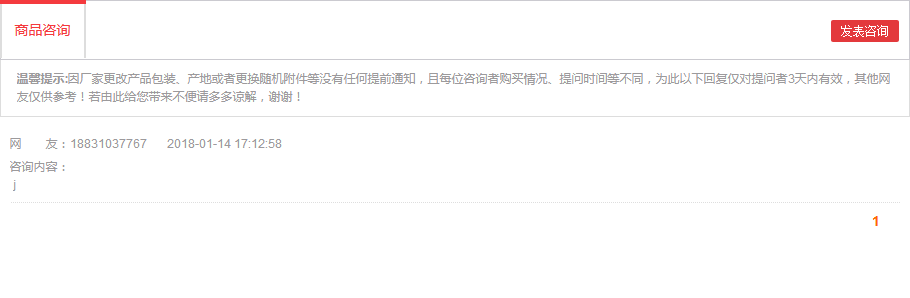 商品咨询
发表咨询
温馨提示:因厂家更改产品包装、产地或者更换随机附件等没有任何提前通知，且每位咨询者购买情况、提问时间等不同，为此以下回复仅对提问者3天内有效，其他网
友仅供参考！若由此给您带来不便请多多谅解，谢谢！
网　　友：18831037767 2018-01-14 17:12:58
咨询内容：
j
1